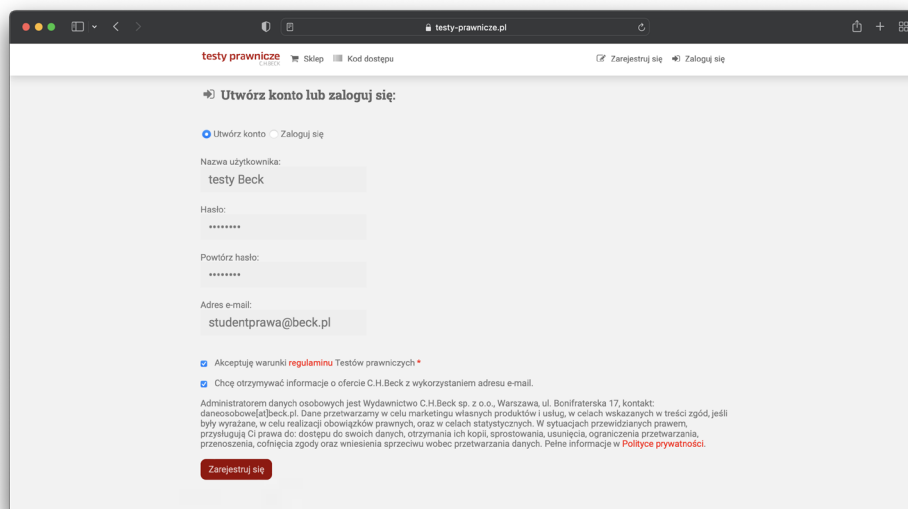 testy-prawnicze.pl
testy prawnicze Sklep Kod dostępu Zarejestruj się Zaloguj się
C.H.BECK
Utwórz konto lub zaloguj się:
Utwórz konto Zaloguj się
Nazwa użytkownika:
testy Beck
Hasło:
••••••••
Powtórz hasło:
••••••••
Adres e-mail:
studentprawa@beck.pl
Akceptuję warunki regulaminu Testów prawniczych *
Chcę otrzymywać informacje o ofercie C.H.Beck z wykorzystaniem adresu e-mail.
Administratorem danych osobowych jest Wydawnictwo C.H.Beck sp. z o.o., Warszawa, ul. Bonifraterska 17, kontakt:
daneosobowe[at]beck.pl. Dane przetwarzamy w celu marketingu własnych produktów i usług, w celach wskazanych w treści zgód, jeśli
były wyrażane, w celu realizacji obowiązków prawnych, oraz w celach statystycznych. W sytuacjach przewidzianych prawem,
przysługują Ci prawa do: dostępu do swoich danych, otrzymania ich kopii, sprostowania, usunięcia, ograniczenia przetwarzania,
przenoszenia, cofnięcia zgody oraz wniesienia sprzeciwu wobec przetwarzania danych. Pełne informacje w Polityce prywatności.
Zarejestruj się